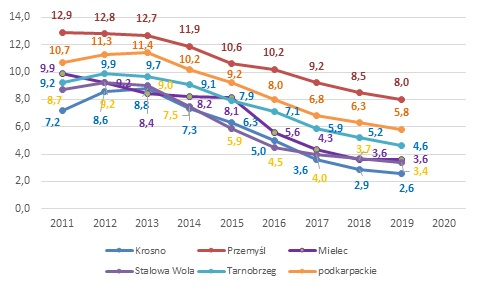 14,0 12,9 12,8 12,7
12,0 10,7 11,3 11,4 11,9 10,6 10,2
10,0 9,9 9,9 9,7 10,2 9,2 9,2 8,5
8,0 9,2 9,2 9,0 9,1 7,9 8,0 8,0
8,7 9,2 8,8 8,2 8,1 7,1 6,8 6,3 5,8
6,0 7,2 8,6 8,4 7,5 7,3 6,3 5,6 5,9 5,2 4,6
4,0 5,9 5,0 4,3 3,7 3,6 3,6
2,0 4,5 3,6 4,0 2,9 3,4
0,0 2,6
2011 2012 2013 2014 2015 2016 2017 2018 2019 2020
Krosno Przemyśl Mielec
Stalowa Wola Tarnobrzeg podkarpackie